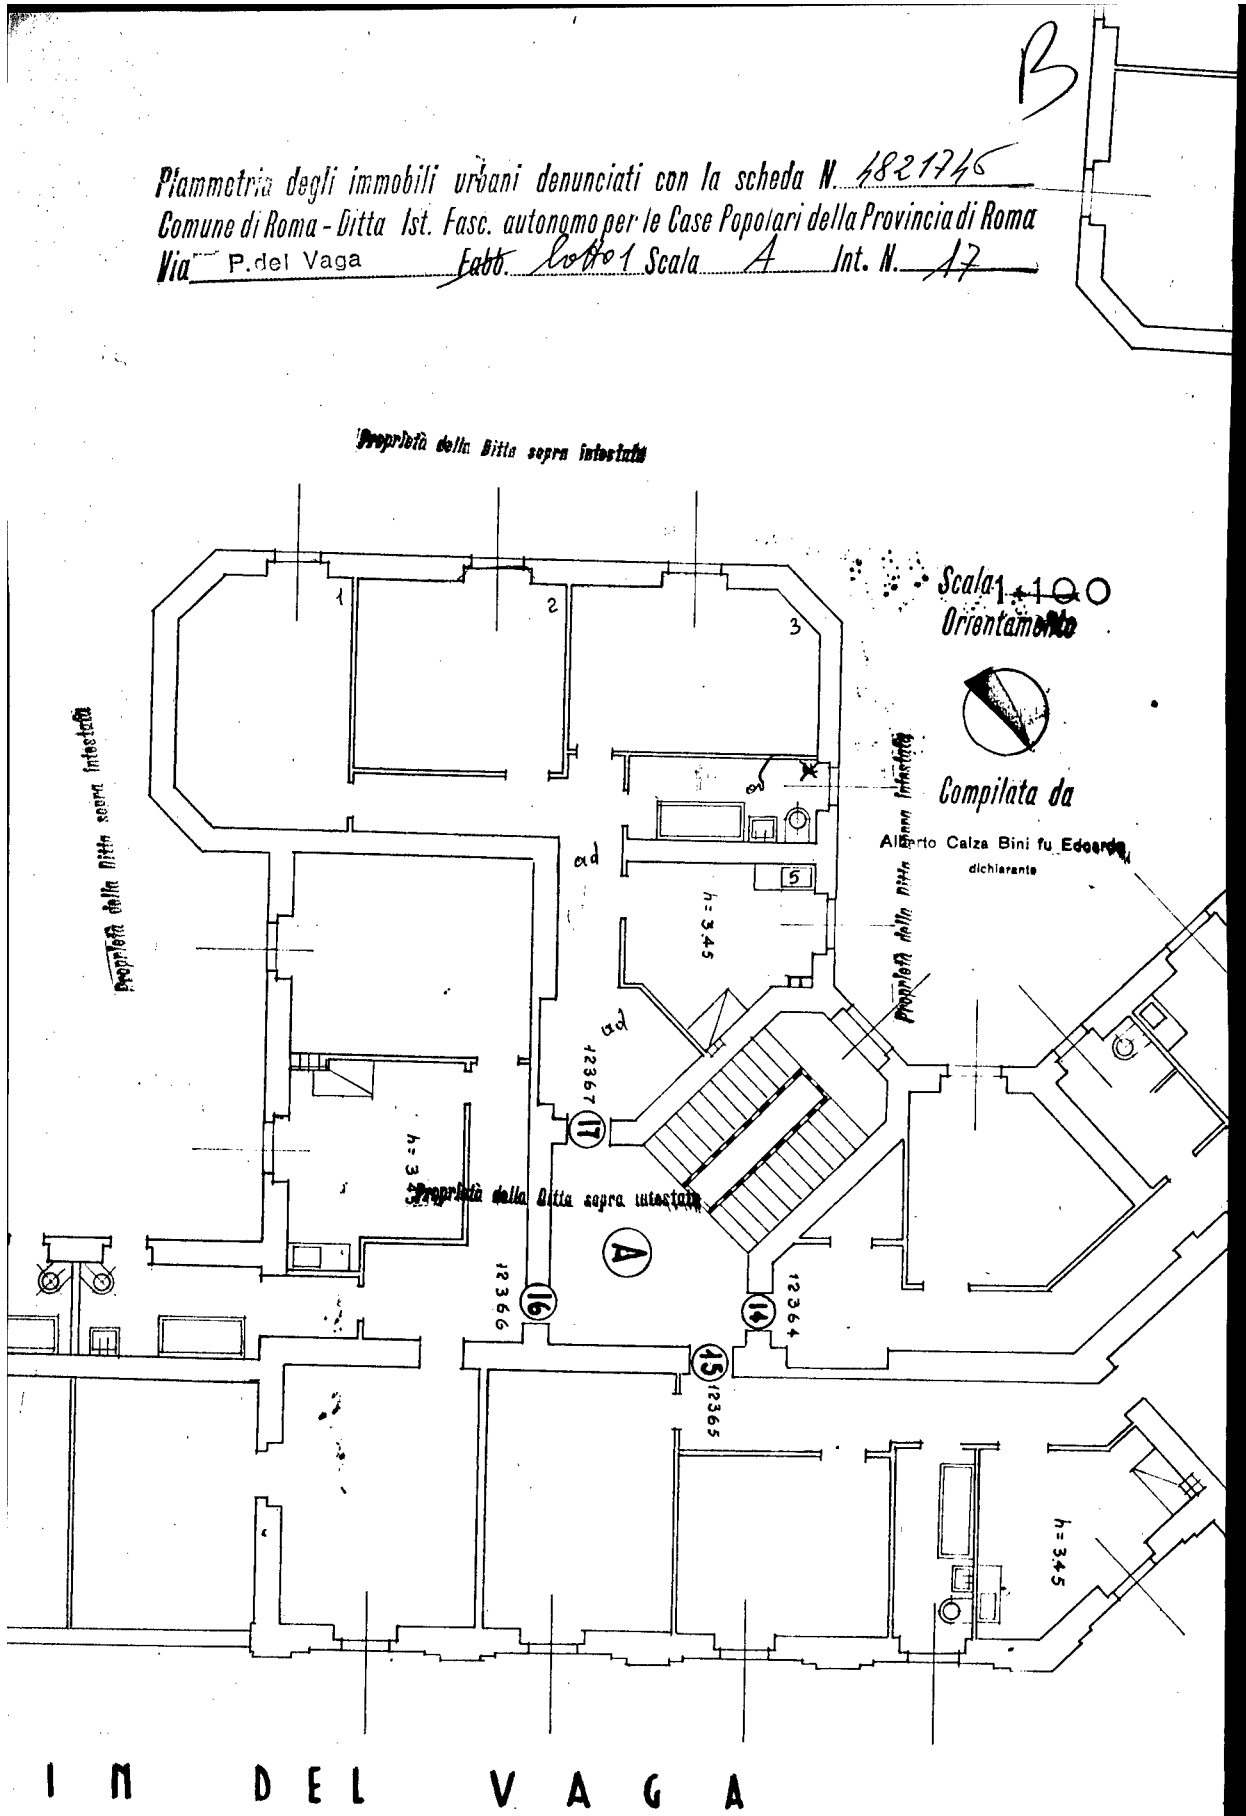 B
Planimetria degli immobili urbani denunciati con la scheda N. 4821746
Comune di Roma - Ditta Ist. Fasc. autonomo per le Case Popolari della Provincia di Roma
Via P.del Vaga Fabb. lotto 1 Scala A Int. N. 17
Proprietà della Ditta sopra intestata
Scala 1:100
Orientamento
1
2
3
Proprietà della Ditta sopra intestata
Proprietà della Ditta sopra intestata
Compilata da
Alberto Calza Bini fu Edoardo
dichiarante
ad
5
h = 3.45
ad
12367
17
h = 3.45
Proprietà della Ditta sopra intestata
A
12366
16
12364
14
15
12365
h = 3.45
I N DEL VAGA